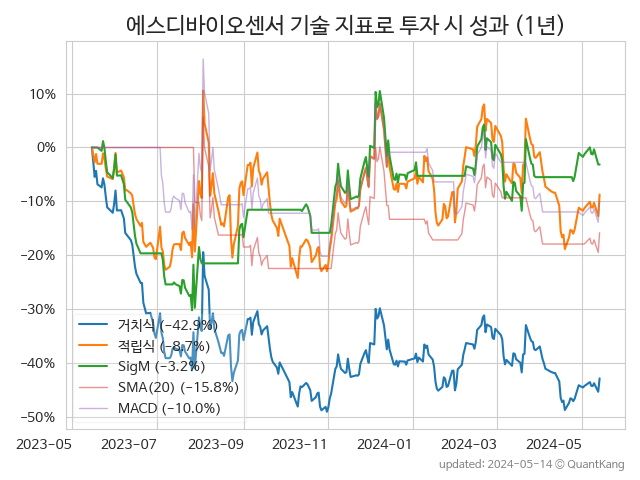 에스디바이오센서 기술 지표로 투자 시 성과 (1년)
10%
0%
−10%
−20%
−30%
−40%
−50%
거치식 (−42.9%)
적립식 (−8.7%)
SigM (−3.2%)
SMA(20) (−15.8%)
MACD (−10.0%)
2023−05 2023−07 2023−09 2023−11 2024−01 2024−03 2024−05
updated: 2024-05-14 © QuantKang